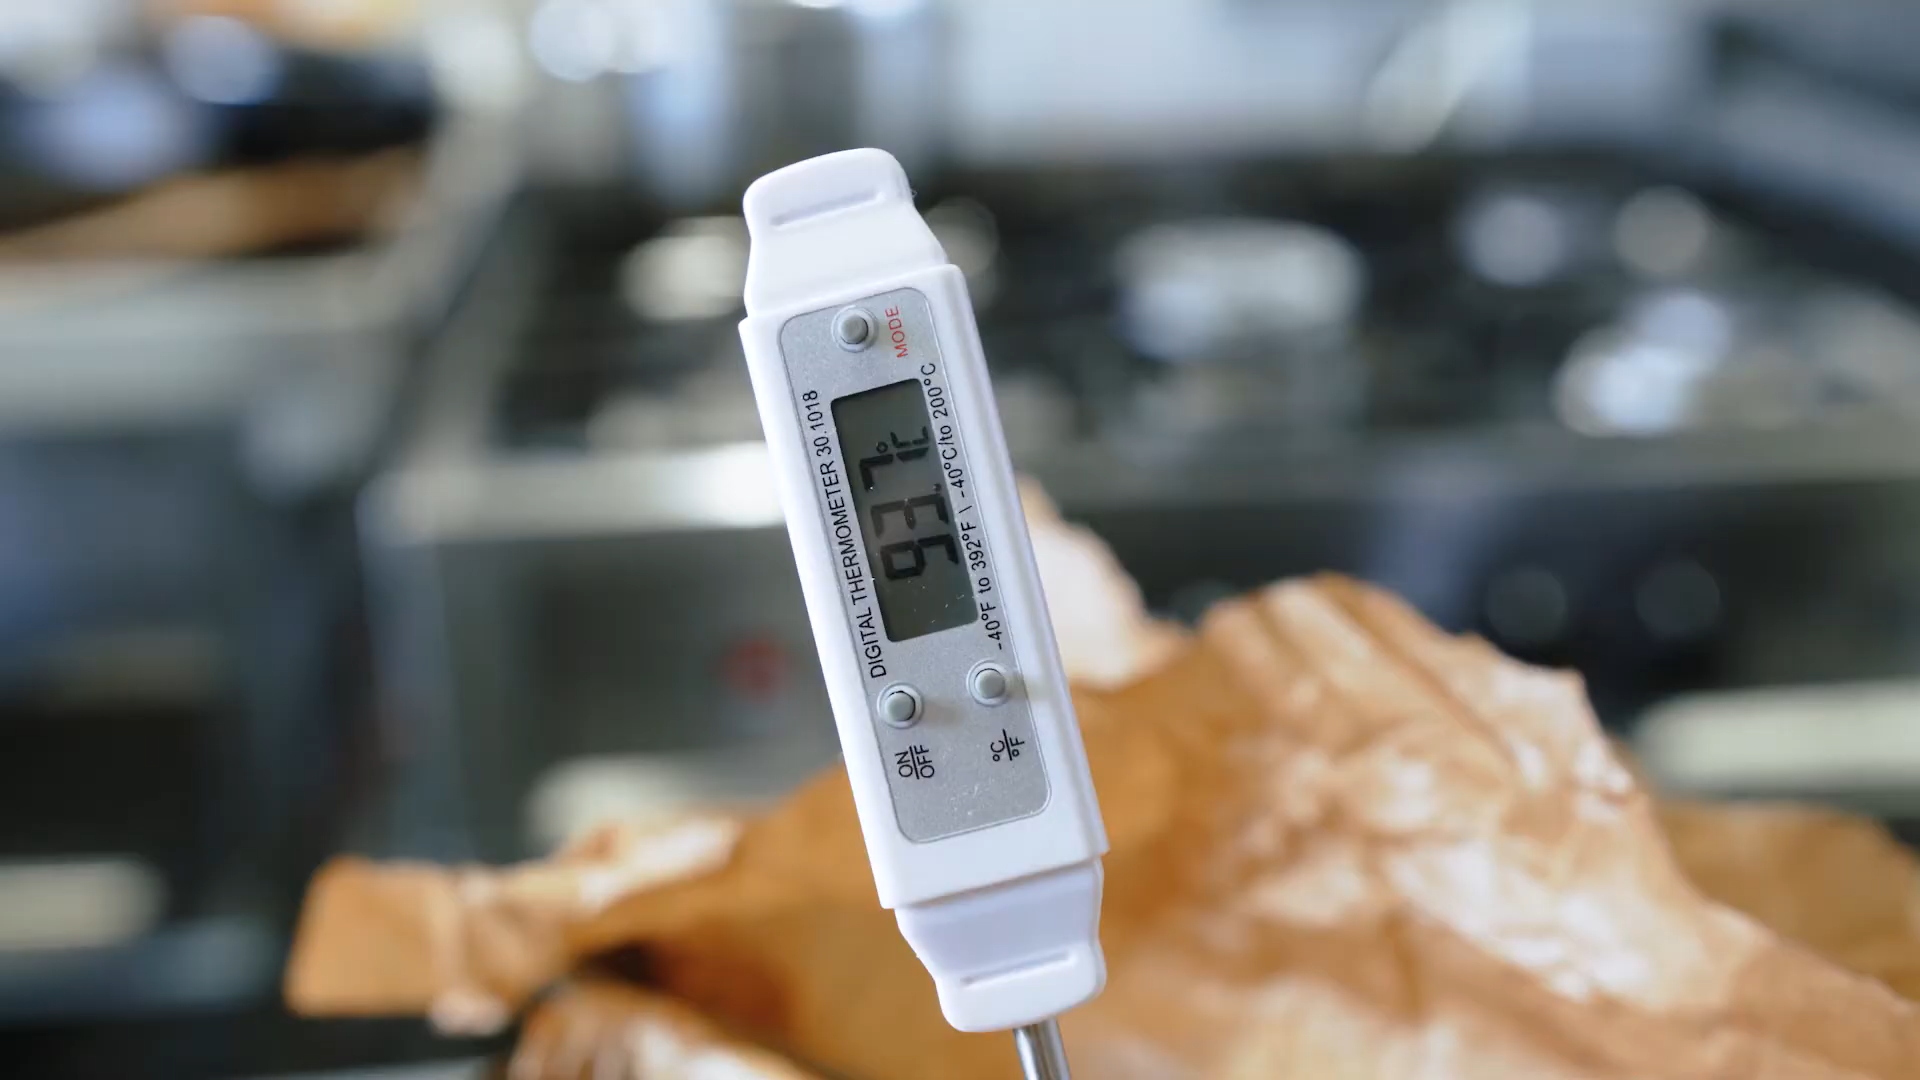 MODE
DIGITAL THERMOMETER 30.1018
93.7°F
-40°F to 392°F \ -40°C/to 200°C
ON
OFF
°C
°F